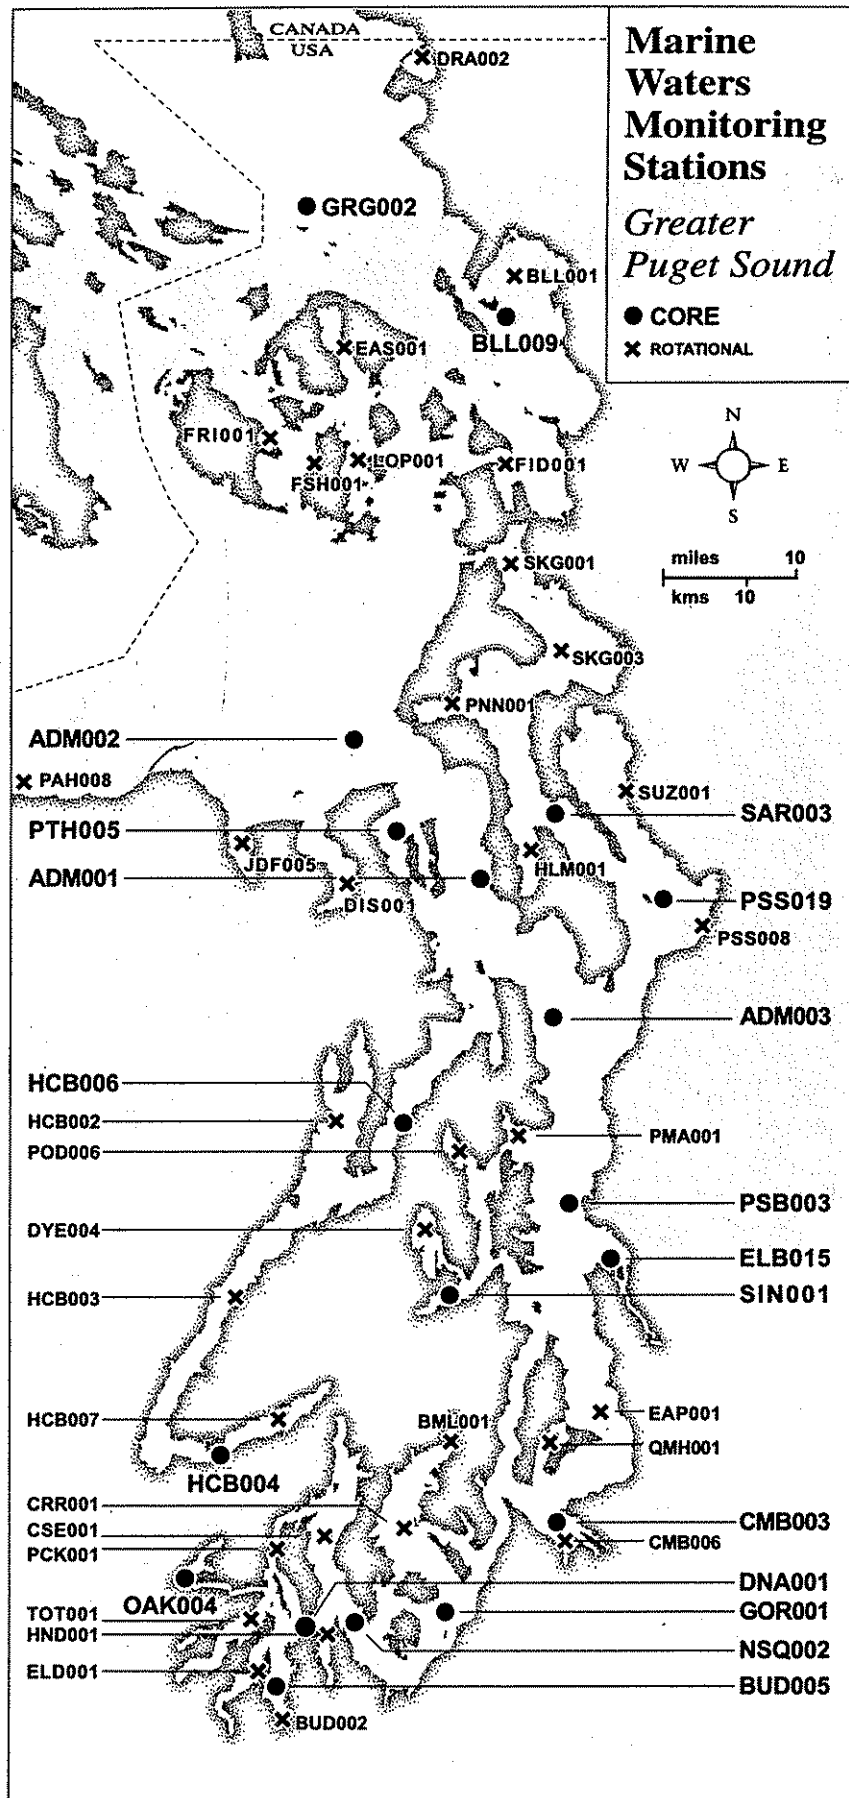 CANADA
USA
DRA002
Marine
Waters
Monitoring
Stations
Greater
Puget Sound
CORE
ROTATIONAL
GRG002
BLL001
BLL009
EAS001
FRI001
LOP001
FSH001
FID001
N
W
E
S
SKG001
miles 10
kms 10
SKG003
PNN001
ADM002
PAH008
SUZ001
SAR003
PTH005
JDF005
HLM001
ADM001
DIS001
PSS019
PSS008
ADM003
HCB006
HCB002
PMA001
POD006
PSB003
DYE004
ELB015
SIN001
HCB003
HCB007
BML001
EAP001
QMH001
HCB004
CRR001
CSE001
PCK001
CMB003
CMB006
OAK004
DNA001
TOT001
GOR001
HND001
NSQ002
ELD001
BUD005
BUD002